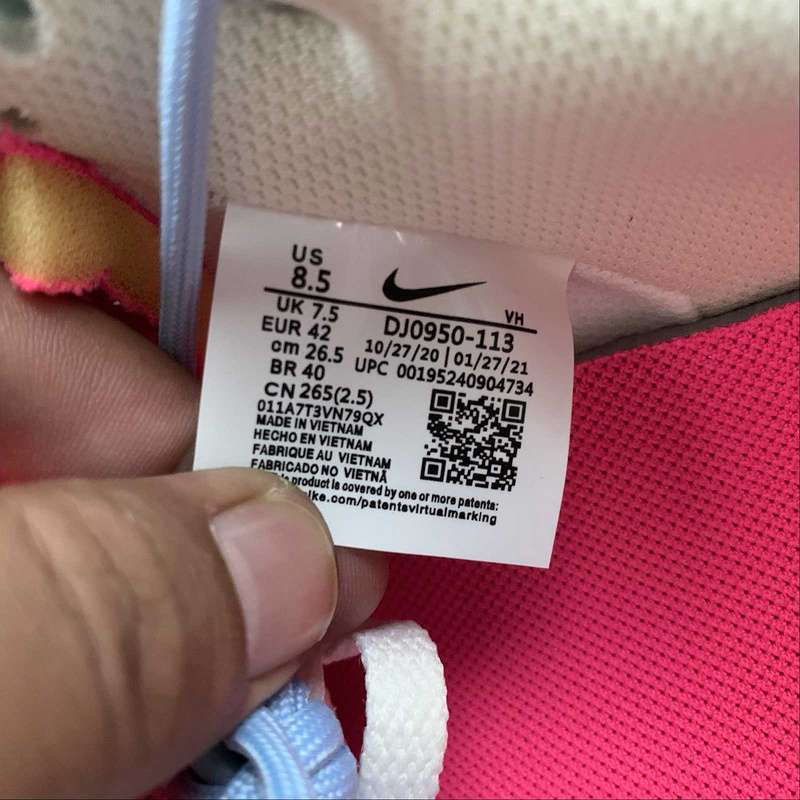 US
8.5
VH
UK 7.5
DJ0950-113
EUR 42
10/27/20 | 01/27/21
cm 26.5
UPC 00195240904734
BR 40
CN 265(2.5)
011A7T3VN79QX
MADE IN VIETNAM
HECHO EN VIETNAM
FABRIQUE AU VIETNAM
FABRICADO NO VIETNÃ
product is covered by one or more patents:
ike.com/patentsvirtualmarking